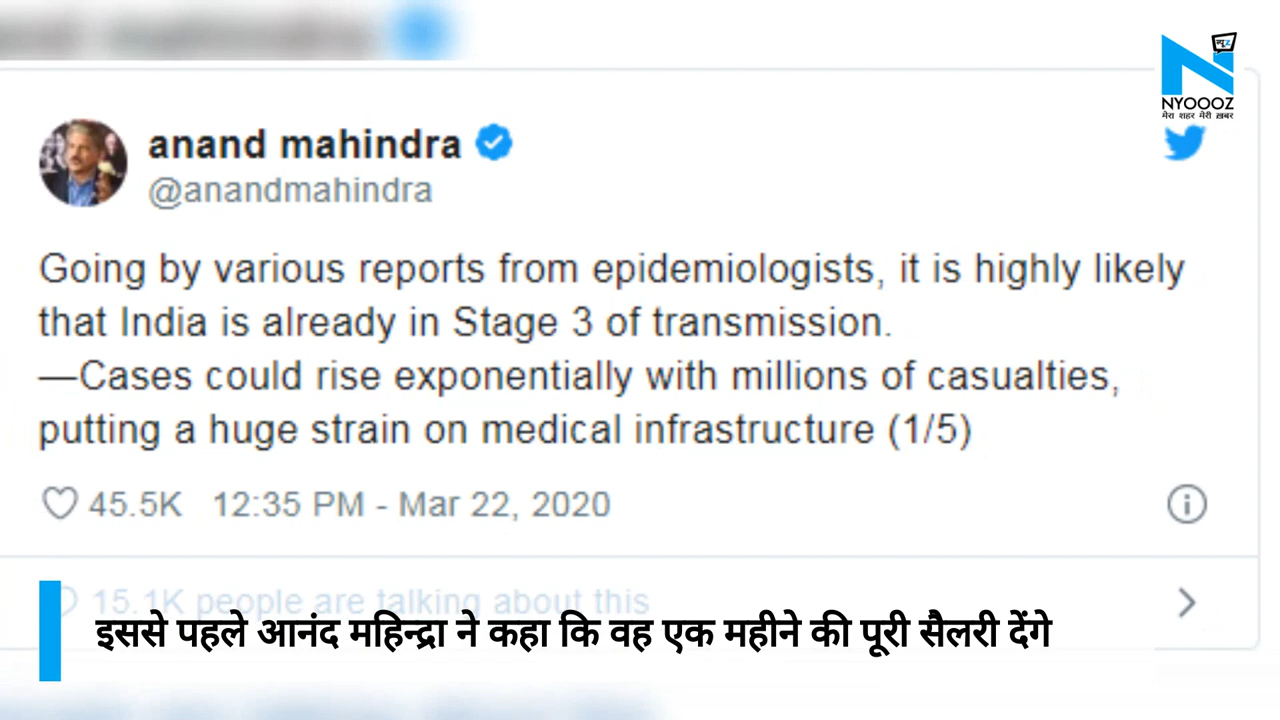 न्यूज़
NYOOOZ
मेरा शहर मेरी ख़बर
anand mahindra
@anandmahindra
Going by various reports from epidemiologists, it is highly likely
that India is already in Stage 3 of transmission.
—Cases could rise exponentially with millions of casualties,
putting a huge strain on medical infrastructure (1/5)
45.5K 12:35 PM - Mar 22, 2020
15.1K people are talking about this
इससे पहले आनंद महिन्द्रा ने कहा कि वह एक महीने की पूरी सैलरी देंगे